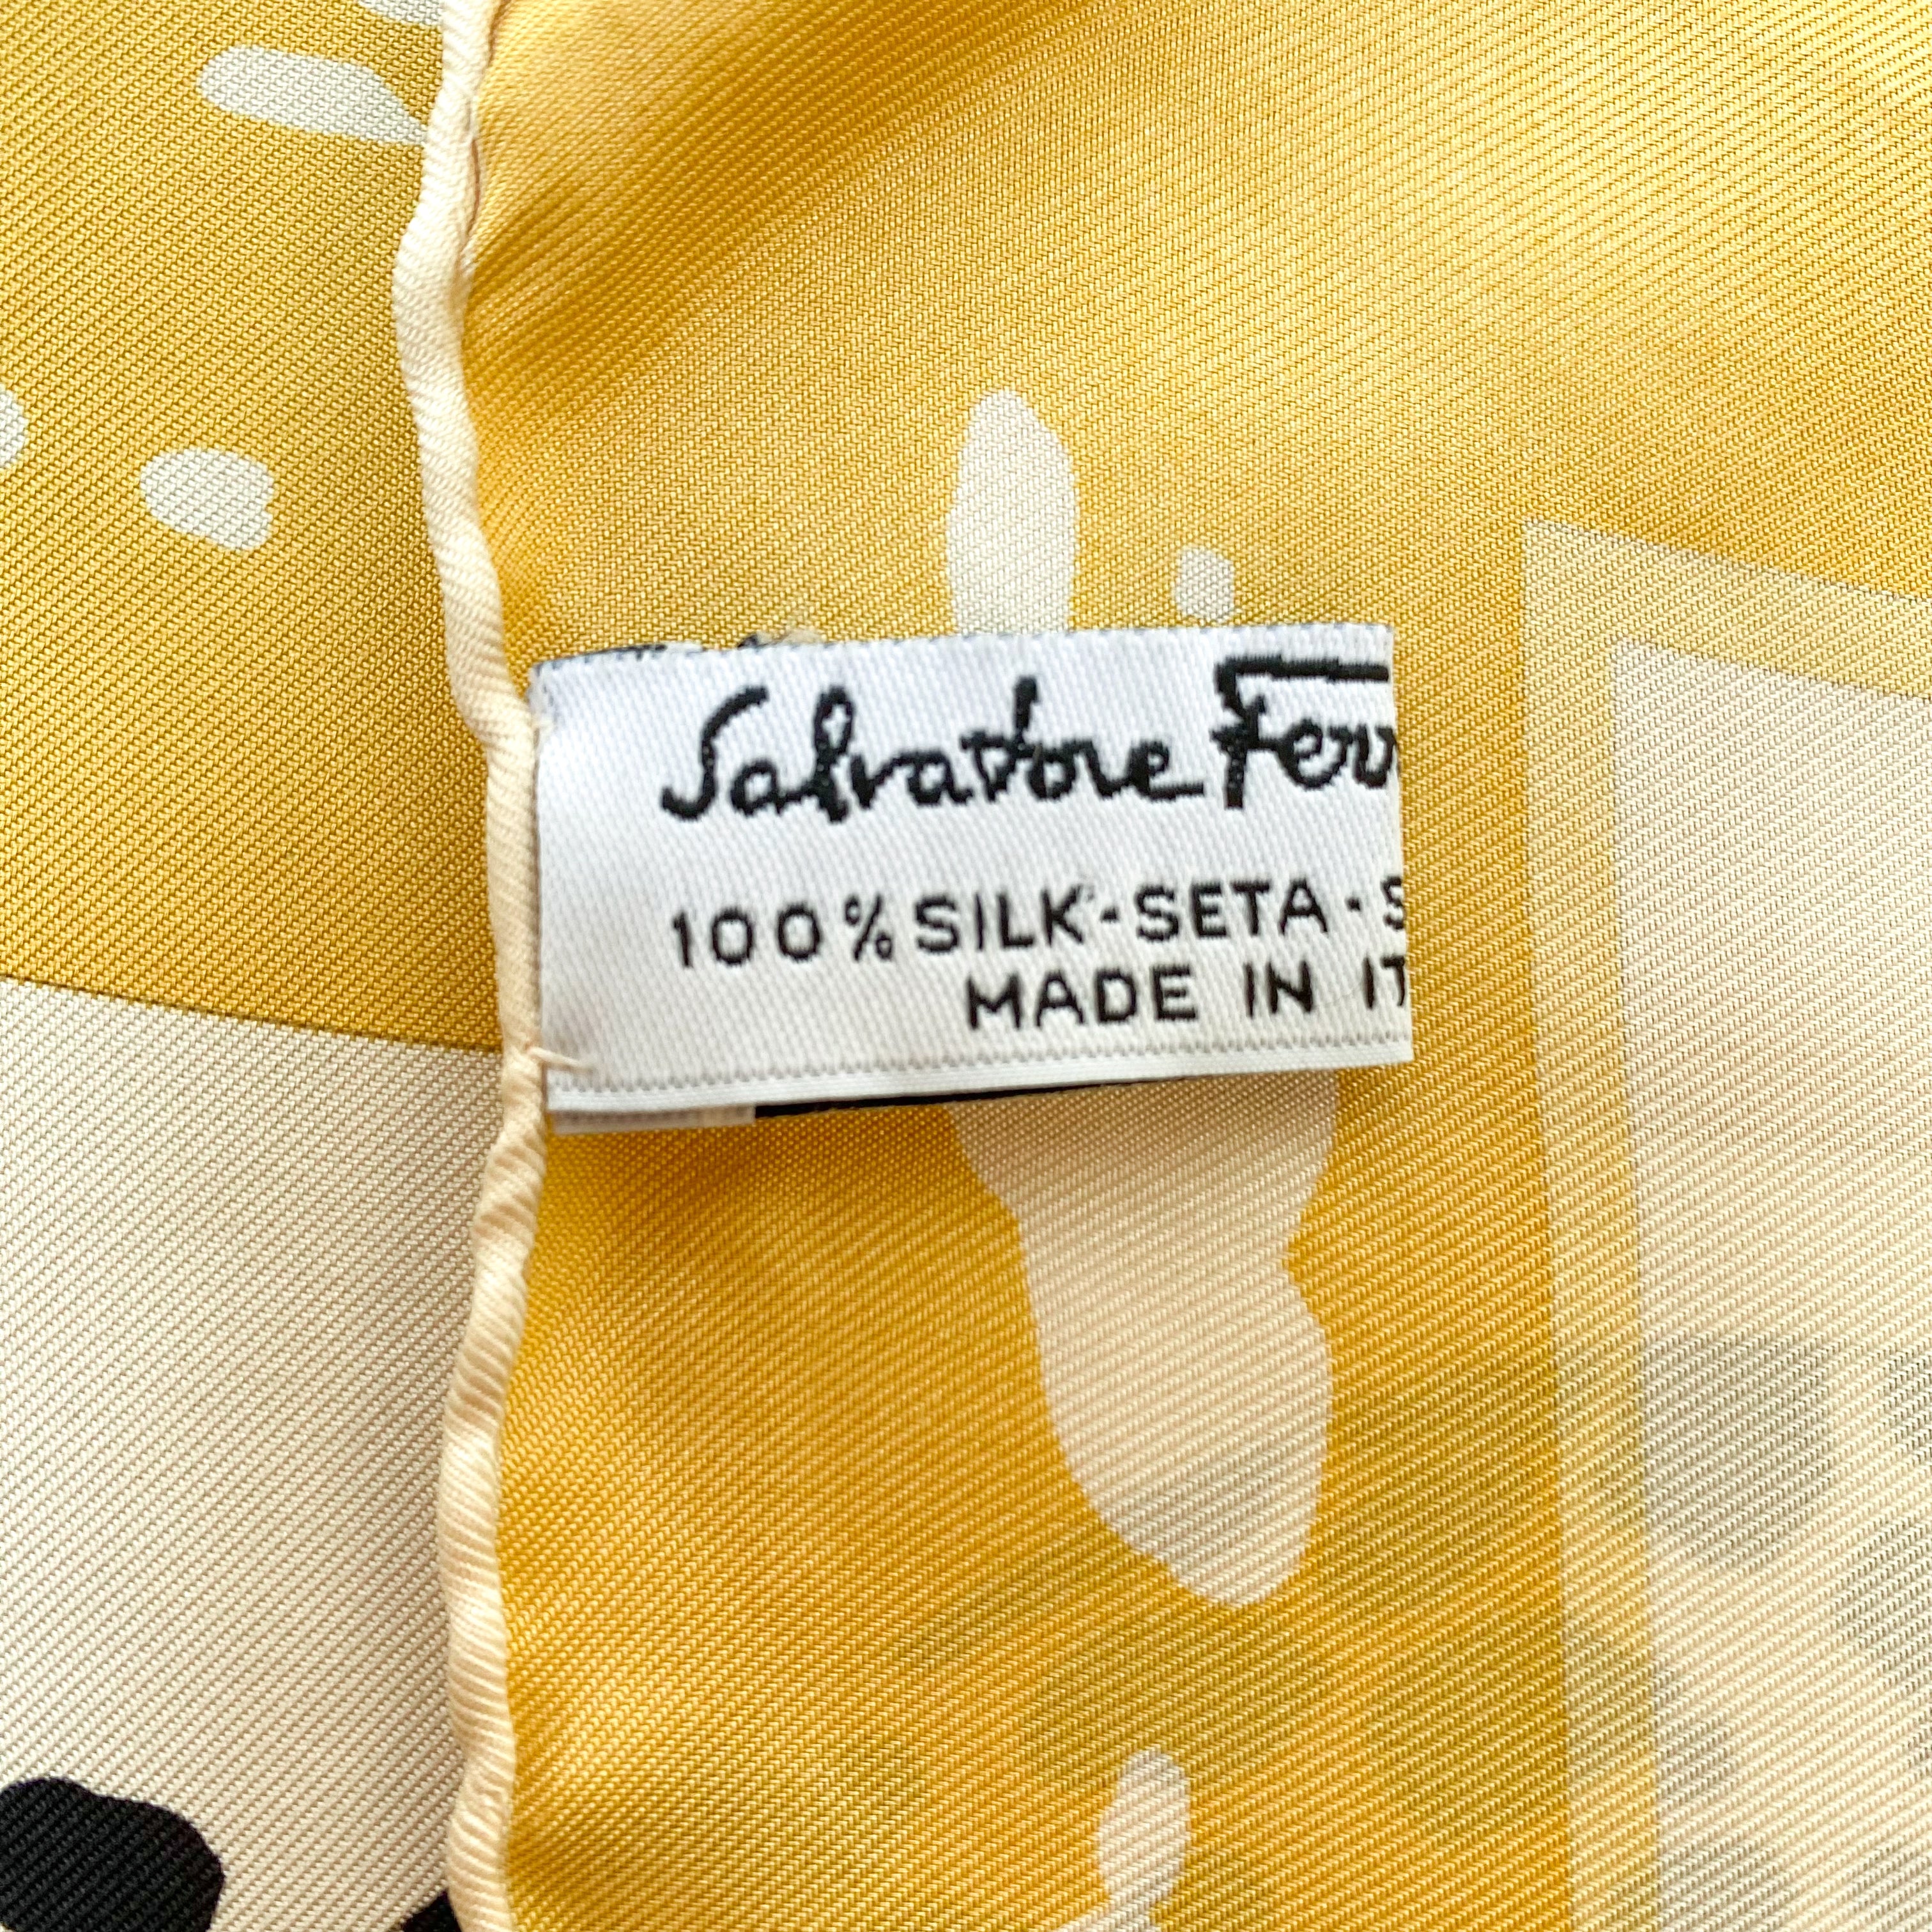 Salvatore Ferr
100% SILK-SETA-S
MADE IN IT